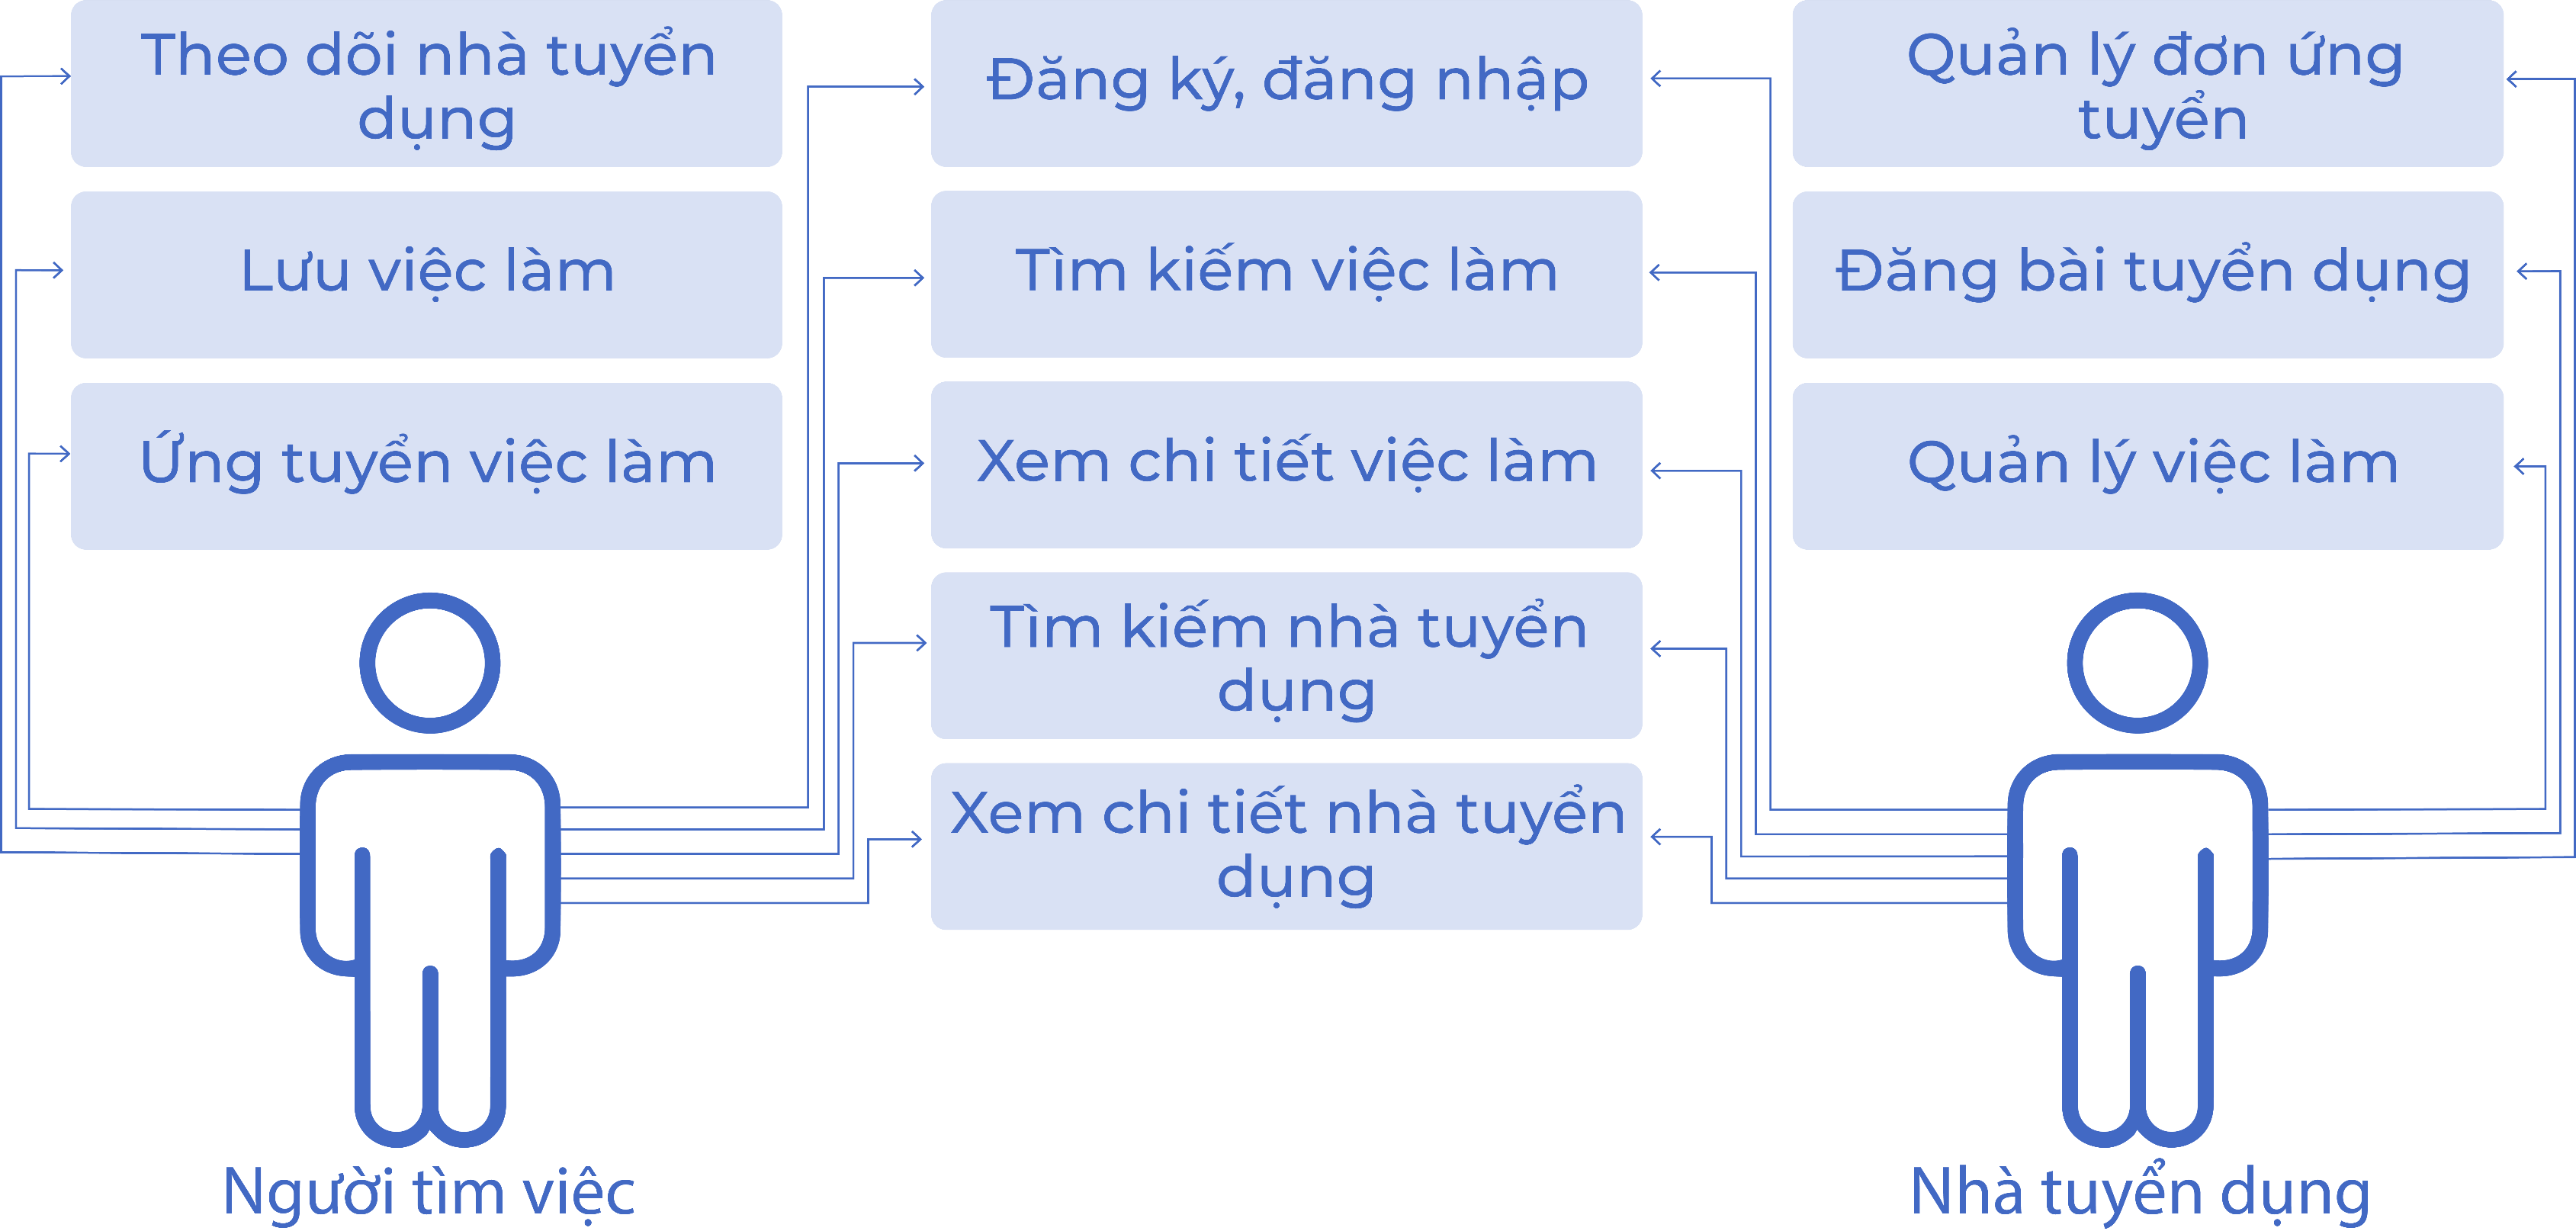 Theo dõi nhà tuyển
dụng
Lưu việc làm
Ứng tuyển việc làm
Đăng ký, đăng nhập
Tìm kiếm việc làm
Xem chi tiết việc làm
Tìm kiếm nhà tuyển
dụng
Xem chi tiết nhà tuyển
dụng
Quản lý đơn ứng
tuyển
Đăng bài tuyển dụng
Quản lý việc làm
Người tìm việc
Nhà tuyển dụng